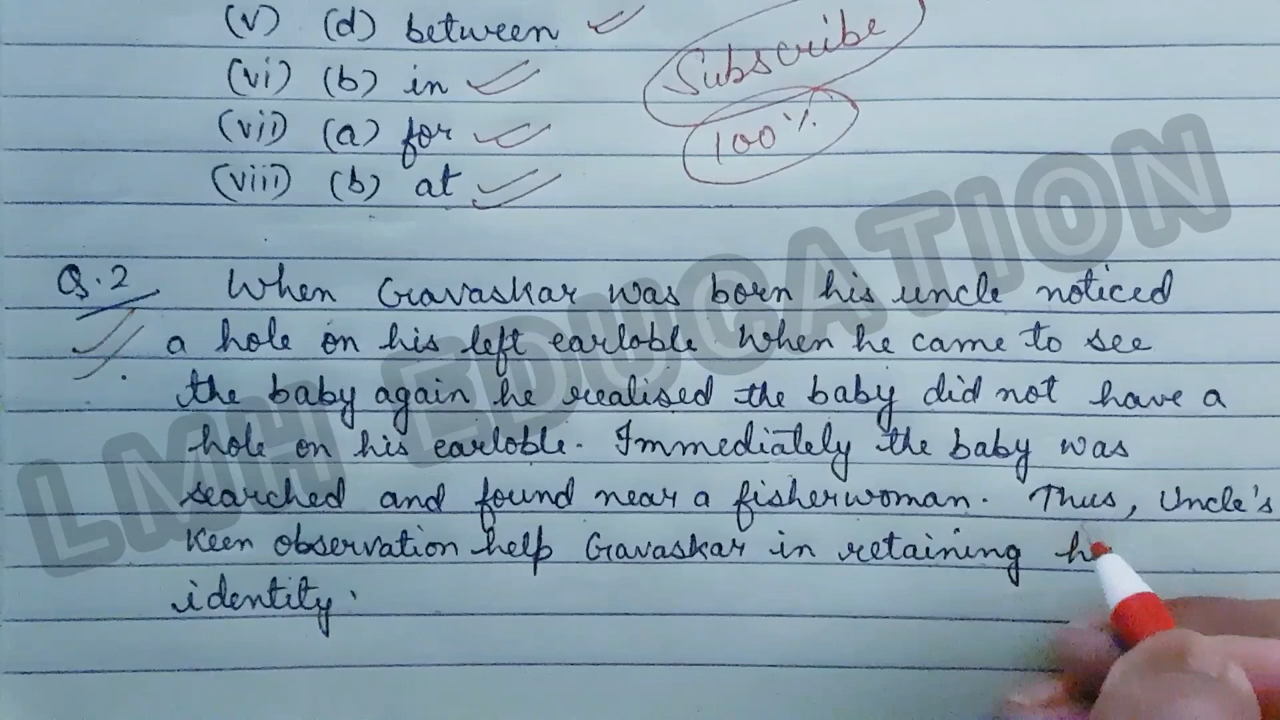 (v) (d) between
(vi) (b) in
(vii) (a) for
(viii) (b) at
Subscribe
100%
Q.2 When Gavaskar was born his uncle noticed
a hole on his left earloble. When he came to see
the baby again he realised the baby did not have a
hole on his earloble. Immediately the baby was
searched and found near a fisherwoman. Thus, Uncle's
Keen observation help Gavaskar in retaining
identity.
LMH EDUCATION